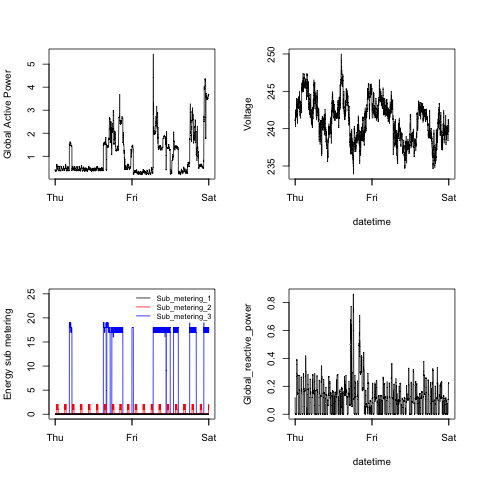 Global Active Power
5
4
3
2
1
Thu Fri Sat
Voltage
250
245
240
235
Thu Fri Sat
datetime
Energy sub metering
25
20
15
10
5
0
Sub_metering_1
Sub_metering_2
Sub_metering_3
Thu Fri Sat
Global_reactive_power
0.8
0.6
0.4
0.2
0.0
Thu Fri Sat
datetime